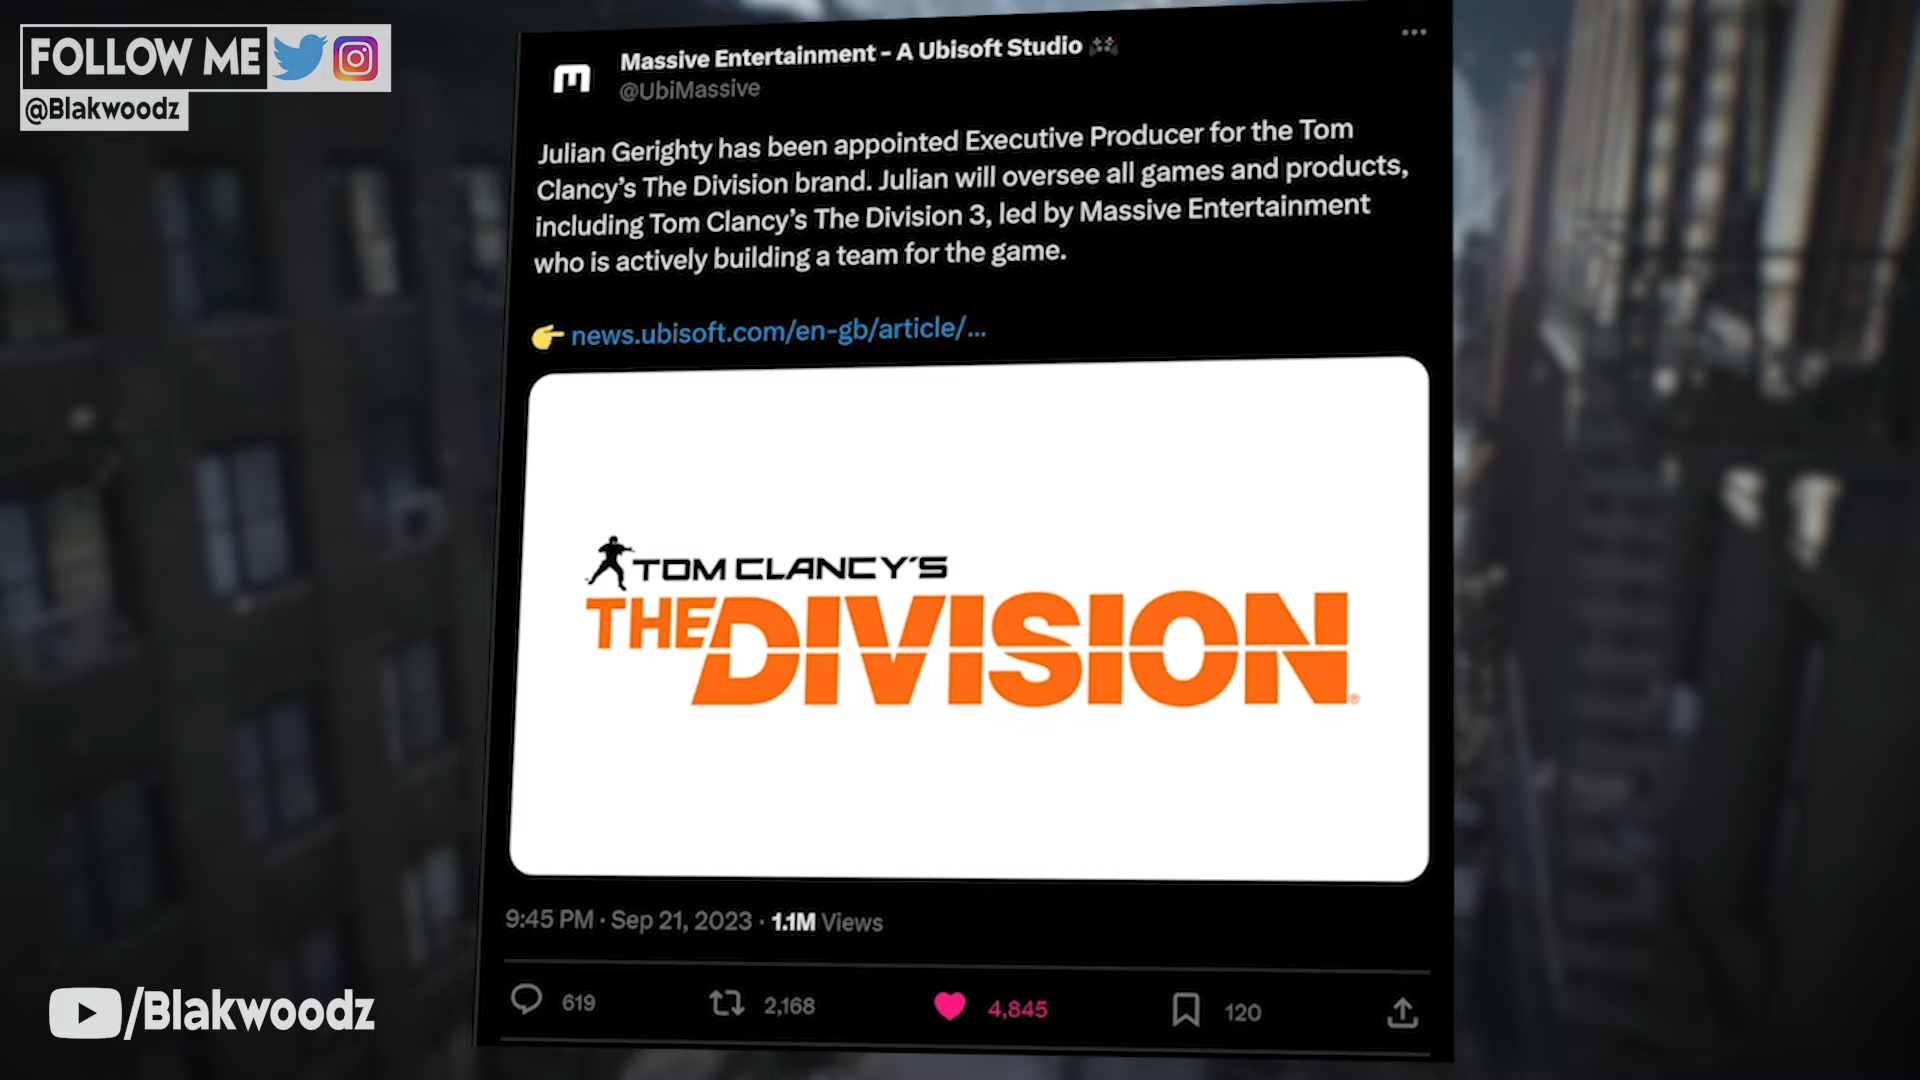 FOLLOW ME
@Blakwoodz
Massive Entertainment - A Ubisoft Studio 🎮
@UbiMassive
Julian Gerighty has been appointed Executive Producer for the Tom
Clancy's The Division brand. Julian will oversee all games and products,
including Tom Clancy's The Division 3, led by Massive Entertainment
who is actively building a team for the game.
👉 news.ubisoft.com/en-gb/article/...
TOM CLANCY'S
THE DIVISION®
9:45 PM · Sep 21, 2023 · 1.1M Views
619 2,168 4,845 120
/Blakwoodz